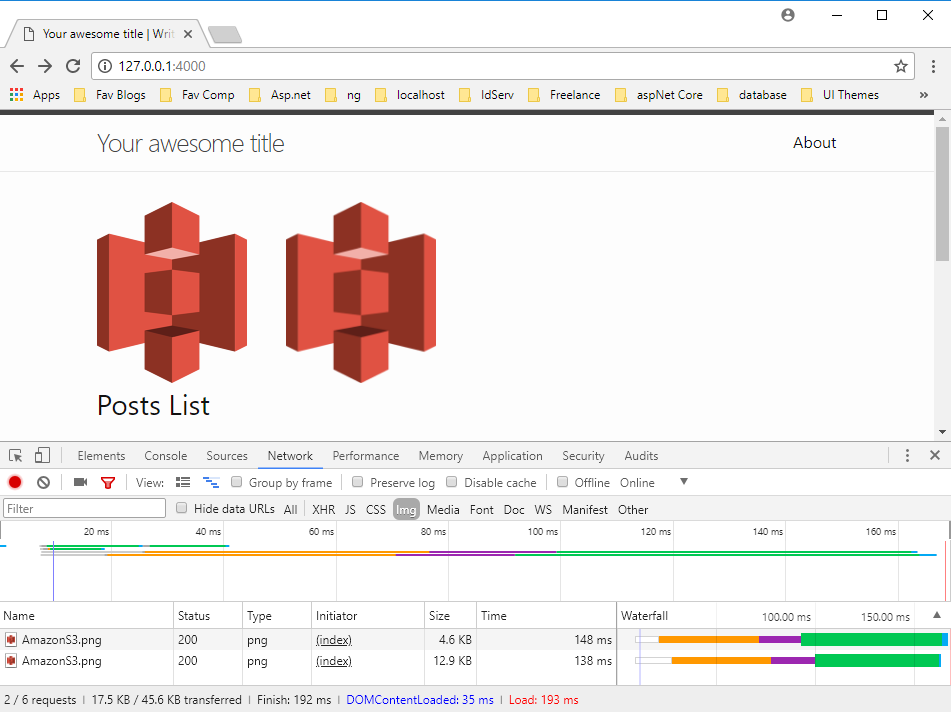 Your awesome title | Writ
127.0.0.1:4000
Apps Fav Blogs Fav Comp Asp.net ng localhost IdServ Freelance aspNet Core database UI Themes »
Your awesome title About
Posts List
Elements Console Sources Network Performance Memory Application Security Audits
View: Group by frame Preserve log Disable cache Offline Online
Filter Hide data URLs All XHR JS CSS Img Media Font Doc WS Manifest Other
20 ms 40 ms 60 ms 80 ms 100 ms 120 ms 140 ms 160 ms
Name Status Type Initiator Size Time Waterfall 100.00 ms 150.00 ms
AmazonS3.png 200 png (index) 4.6 KB 148 ms
AmazonS3.png 200 png (index) 12.9 KB 138 ms
2 / 6 requests | 17.5 KB / 45.6 KB transferred | Finish: 192 ms | DOMContentLoaded: 35 ms | Load: 193 ms